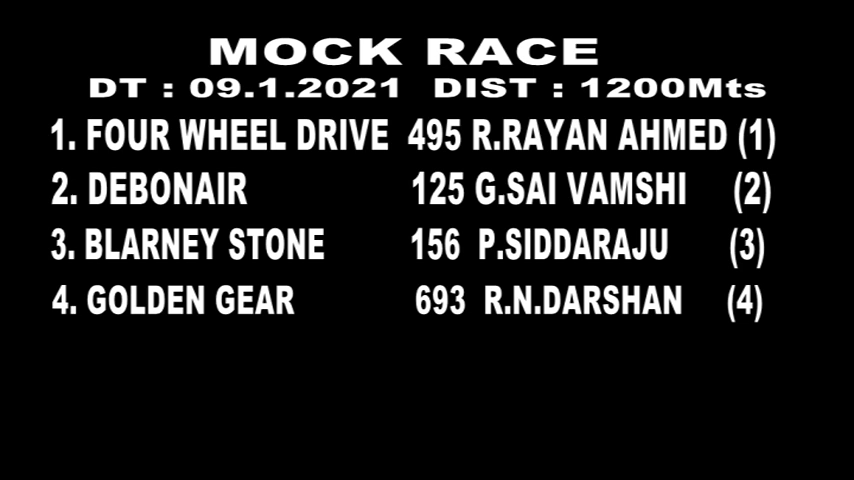 MOCK RACE
DT : 09.1.2021 DIST : 1200Mts
1. FOUR WHEEL DRIVE 495 R.RAYAN AHMED (1)
2. DEBONAIR 125 G.SAI VAMSHI (2)
3. BLARNEY STONE 156 P.SIDDARAJU (3)
4. GOLDEN GEAR 693 R.N.DARSHAN (4)